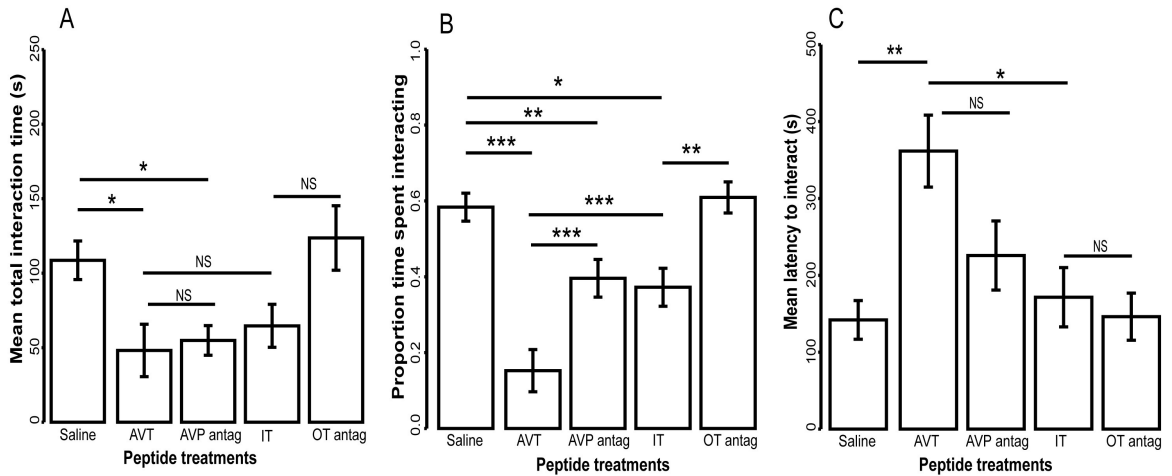 A
Mean total interaction time (s)
250
200
150
100
50
0
*
*
NS
NS
NS
Saline AVT AVP antag IT OT antag
Peptide treatments
B
Proportion time spent interacting
1.0
0.8
0.6
0.4
0.2
0.0
*
**
***
**
***
***
Saline AVT AVP antag IT OT antag
Peptide treatments
C
Mean latency to interact (s)
500
400
300
200
100
0
**
*
NS
NS
Saline AVT AVP antag IT OT antag
Peptide treatments